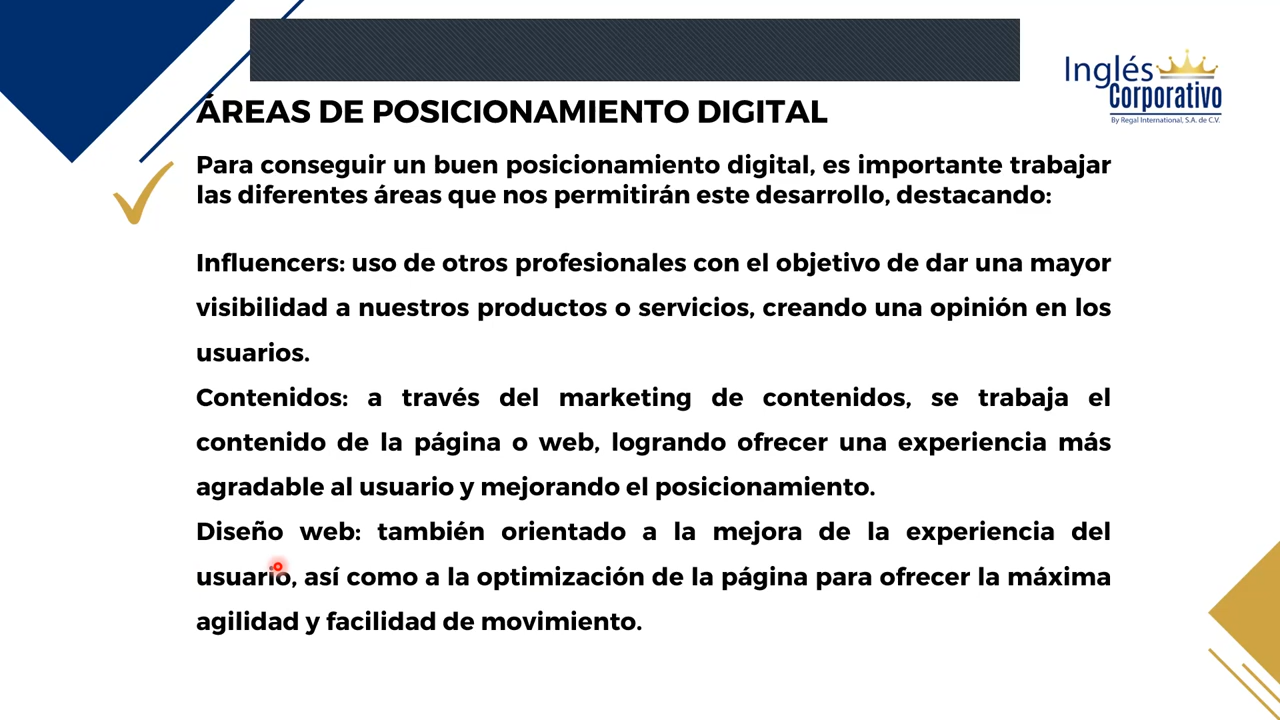 Inglés
Corporativo
By Regal International, S.A. de C.V.
ÁREAS DE POSICIONAMIENTO DIGITAL
Para conseguir un buen posicionamiento digital, es importante trabajar
las diferentes áreas que nos permitirán este desarrollo, destacando:
Influencers: uso de otros profesionales con el objetivo de dar una mayor
visibilidad a nuestros productos o servicios, creando una opinión en los
usuarios.
Contenidos: a través del marketing de contenidos, se trabaja el
contenido de la página o web, logrando ofrecer una experiencia más
agradable al usuario y mejorando el posicionamiento.
Diseño web: también orientado a la mejora de la experiencia del
usuario, así como a la optimización de la página para ofrecer la máxima
agilidad y facilidad de movimiento.